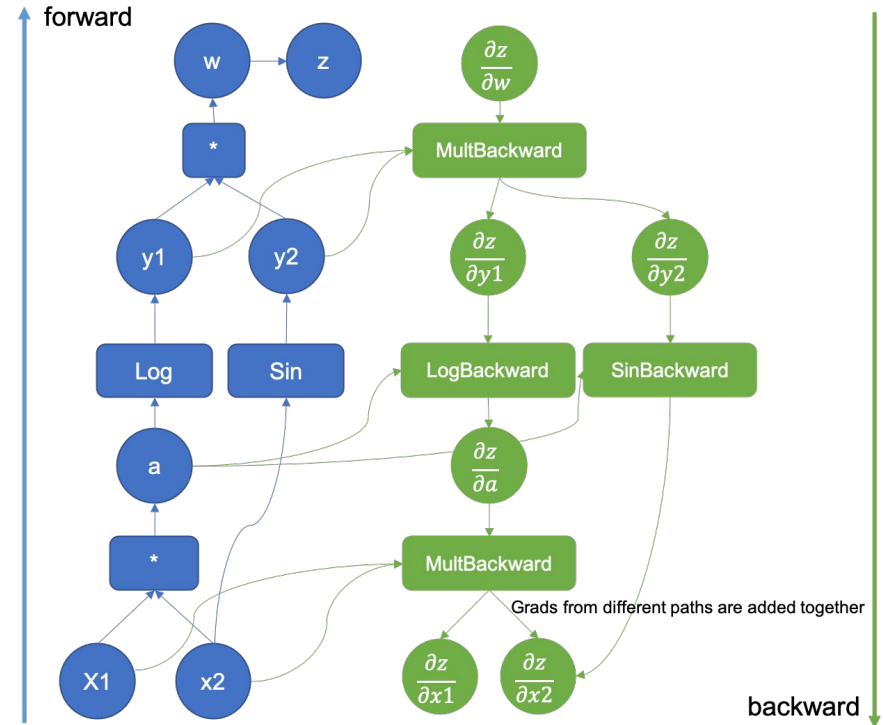 forward
w
z
∂z
∂w
*
MultBackward
y1
y2
∂z
∂y1
∂z
∂y2
Log
Sin
LogBackward
SinBackward
a
∂z
∂a
*
MultBackward
Grads from different paths are added together
X1
x2
∂z
∂x1
∂z
∂x2
backward